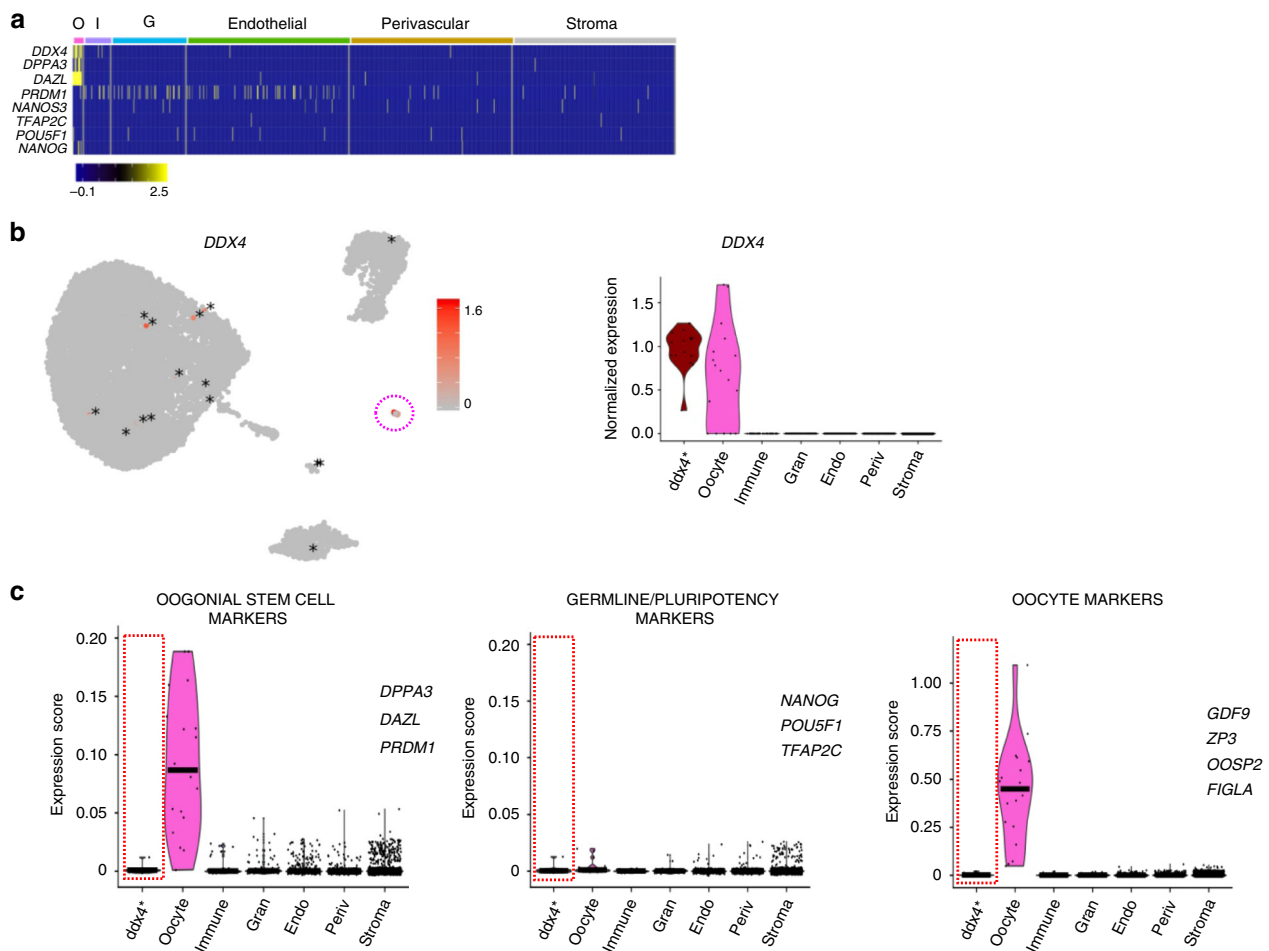 a
O I G Endothelial Perivascular Stroma
DDX4
DPPA3
DAZL
PRDM1
NANOS3
TFAP2C
POU5F1
NANOG
−0.1 2.5
b
DDX4
1.6
0
* * * * * * * * * * * * * * *
DDX4
Normalized expression
1.5
1.0
0.5
0.0
ddx4* Oocyte Immune Gran Endo Periv Stroma
c
OOGONIAL STEM CELL
MARKERS
Expression score
0.20
0.15
0.10
0.05
0
DPPA3
DAZL
PRDM1
ddx4* Oocyte Immune Gran Endo Periv Stroma
GERMLINE/PLURIPOTENCY
MARKERS
Expression score
0.20
0.15
0.10
0.05
0
NANOG
POU5F1
TFAP2C
ddx4* Oocyte Immune Gran Endo Periv Stroma
OOCYTE MARKERS
Expression score
1.00
0.75
0.50
0.25
0
GDF9
ZP3
OOSP2
FIGLA
ddx4* Oocyte Immune Gran Endo Periv Stroma